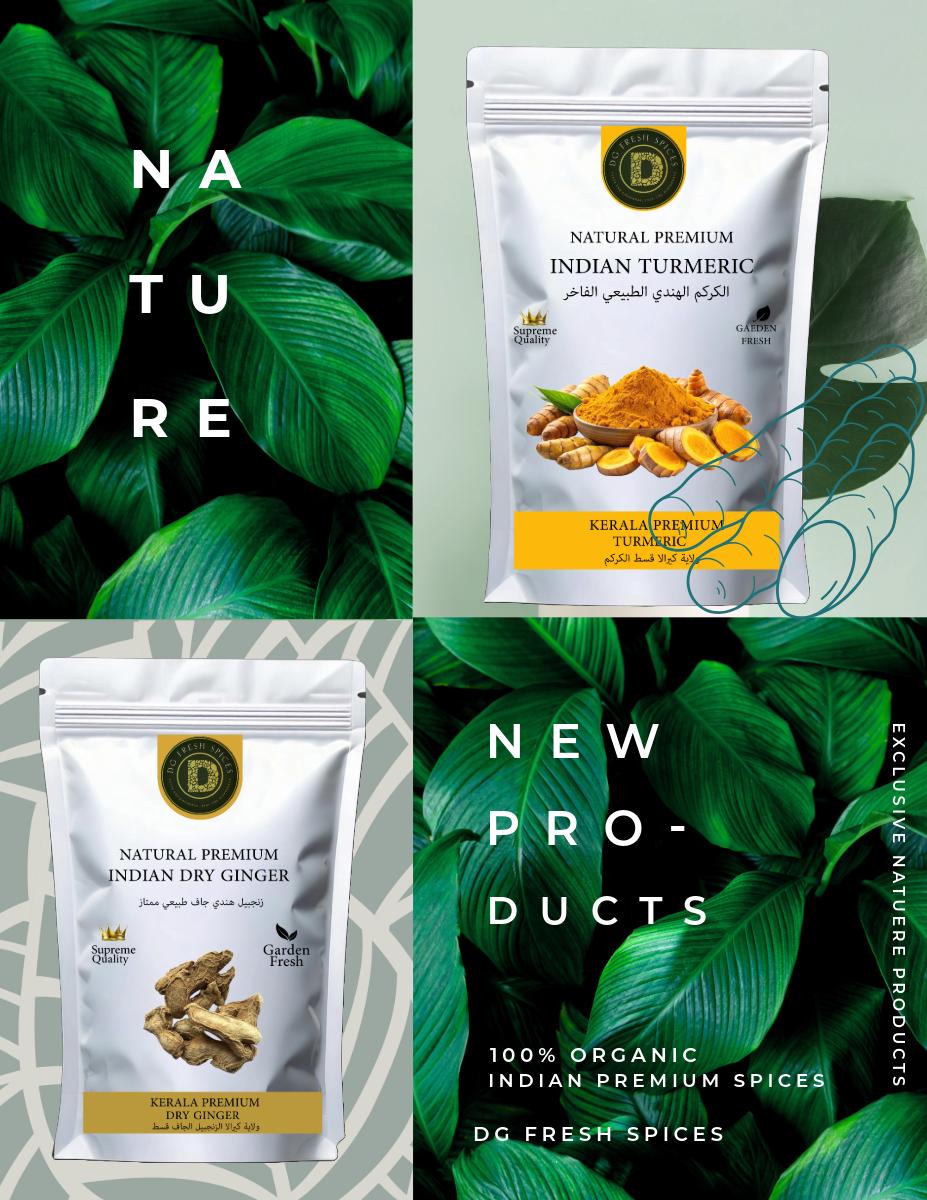 NA
TU
RE
DG FRESH SPICES
D
NATURAL PREMIUM
INDIAN TURMERIC
الكركم الهندي الطبيعي الفاخر
Supreme
Quality
GAEDEN
FRESH
KERALA PREMIUM
TURMERIC
ولاية كيرالا قسط الكركم
DG FRESH SPICES
D
NATURAL PREMIUM
INDIAN DRY GINGER
زنجبيل هندي جاف طبيعي ممتاز
Supreme
Quality
Garden
Fresh
KERALA PREMIUM
DRY GINGER
ولاية كيرالا الزنجبيل الجاف قسط
NEW
PRO-
DUCTS
EXCLUSIVE NATUERE PRODUCTS
100% ORGANIC
INDIAN PREMIUM SPICES
DG FRESH SPICES